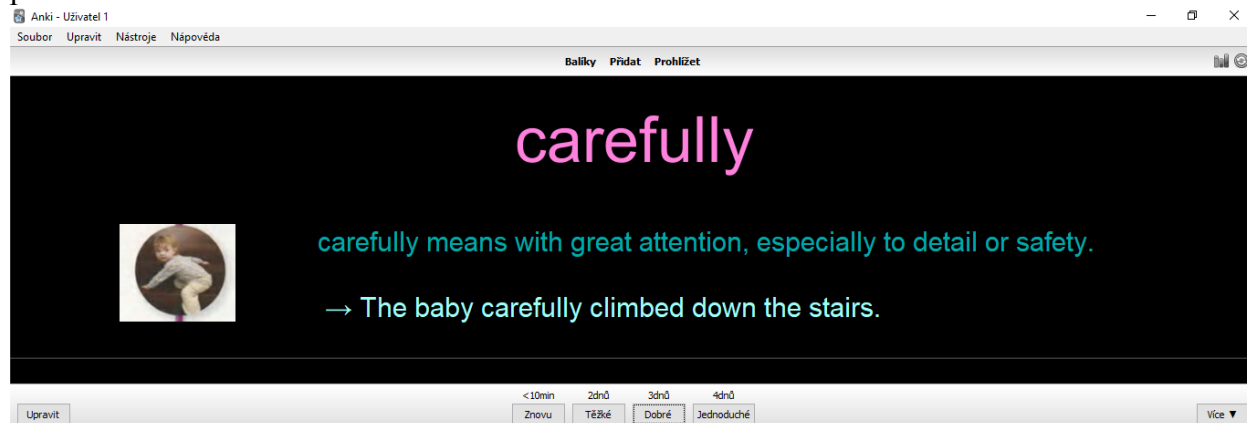 Anki - Uživatel 1
Soubor Upravit Nástroje Nápověda
Balíky Přidat Prohlížet
carefully
carefully means with great attention, especially to detail or safety.
→ The baby carefully climbed down the stairs.
<10min 2dnů 3dnů 4dnů
Upravit Znovu Těžké Dobré Jednoduché Více ▼